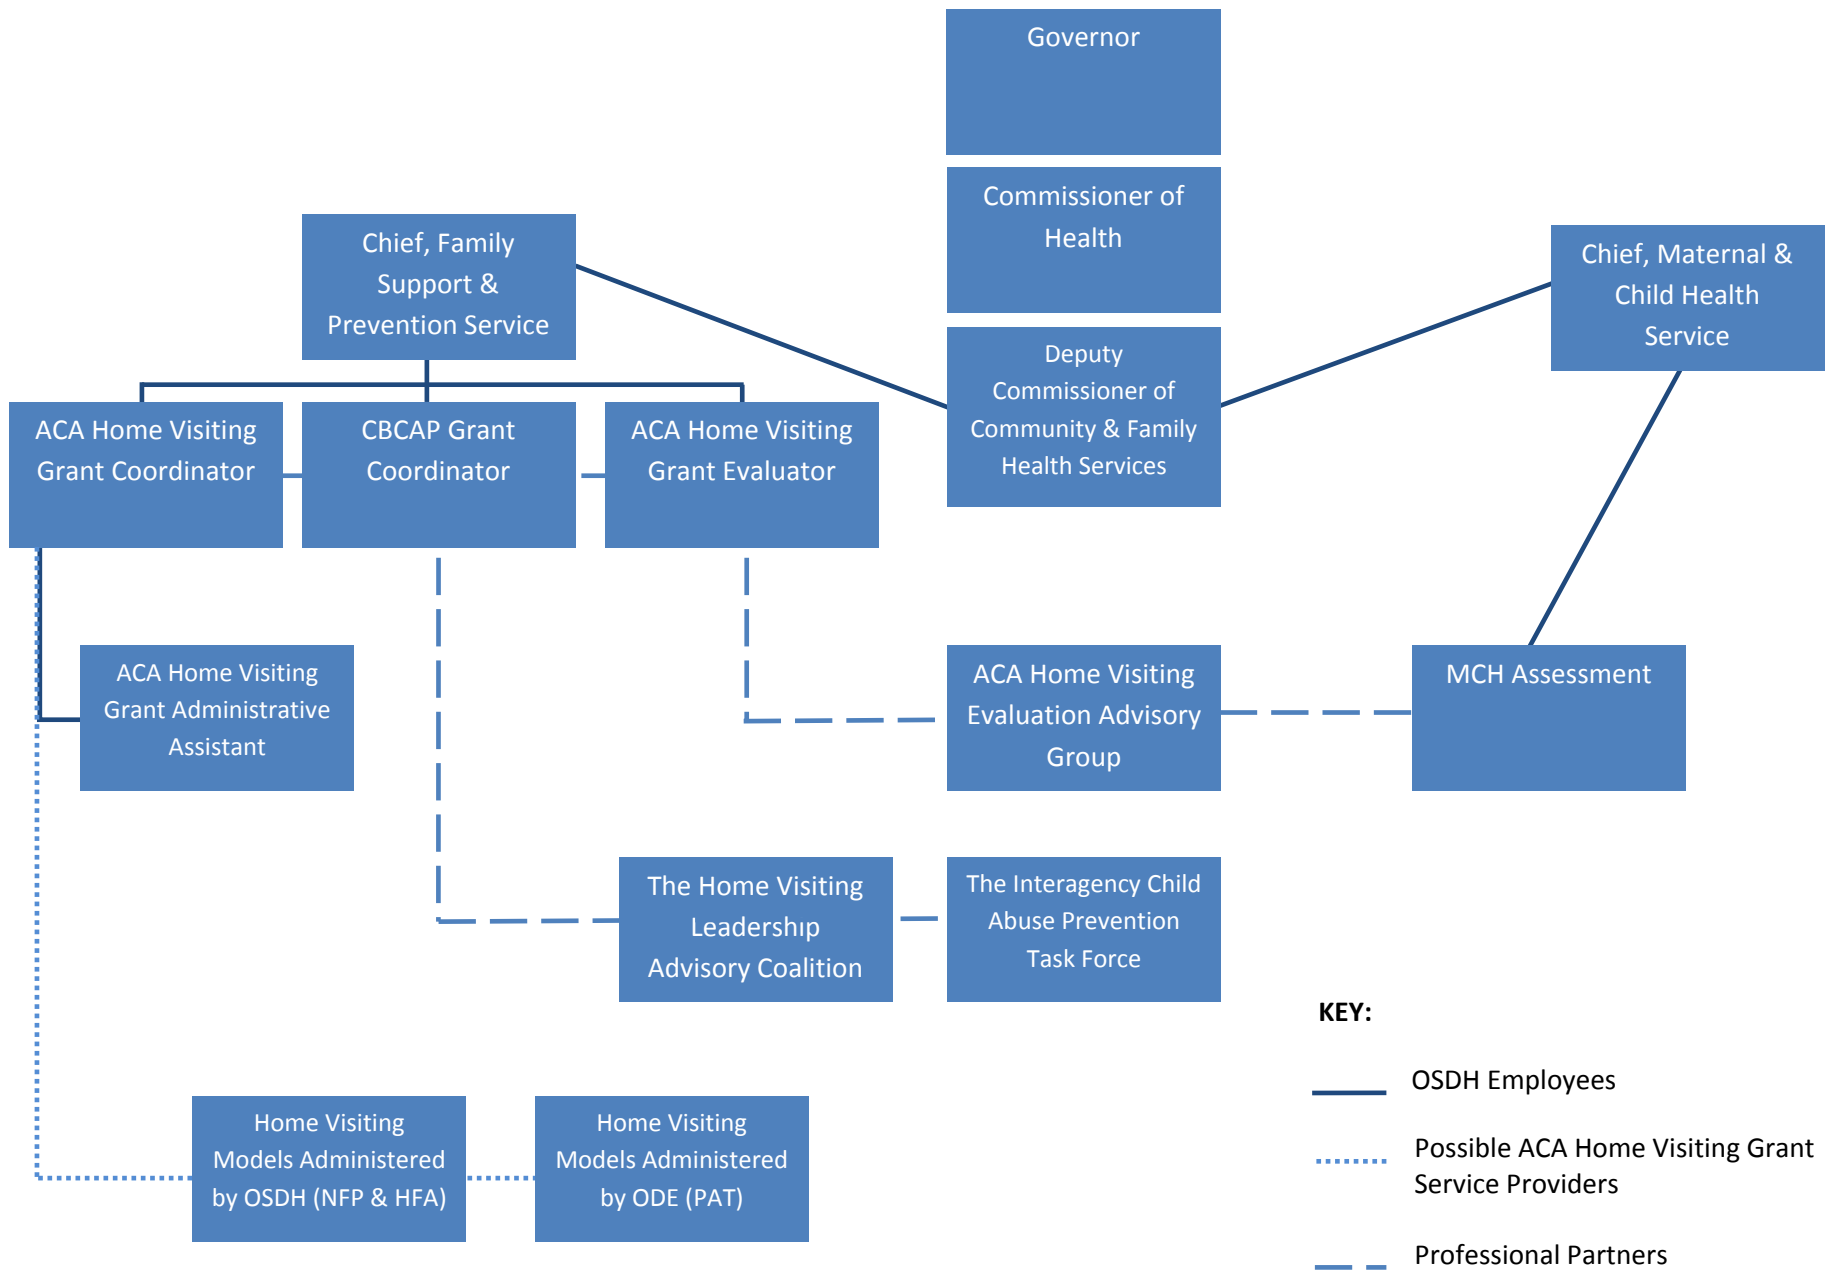 Governor
Commissioner of
Health
Chief, Family
Support &
Prevention Service
Chief, Maternal &
Child Health
Service
Deputy
Commissioner of
Community & Family
Health Services
ACA Home Visiting
Grant Coordinator
CBCAP Grant
Coordinator
ACA Home Visiting
Grant Evaluator
ACA Home Visiting
Grant Administrative
Assistant
ACA Home Visiting
Evaluation Advisory
Group
MCH Assessment
The Home Visiting
Leadership
Advisory Coalition
The Interagency Child
Abuse Prevention
Task Force
Home Visiting
Models Administered
by OSDH (NFP & HFA)
Home Visiting
Models Administered
by ODE (PAT)
KEY:
OSDH Employees
Possible ACA Home Visiting Grant
Service Providers
Professional Partners